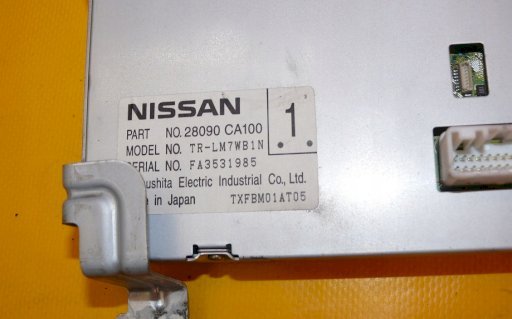 NISSAN
PART NO. 28090 CA100
MODEL NO. TR-LM7WB1N
NO. FA3531985
Electric Industrial Co., Ltd.
in Japan TXFBM01AT05
1